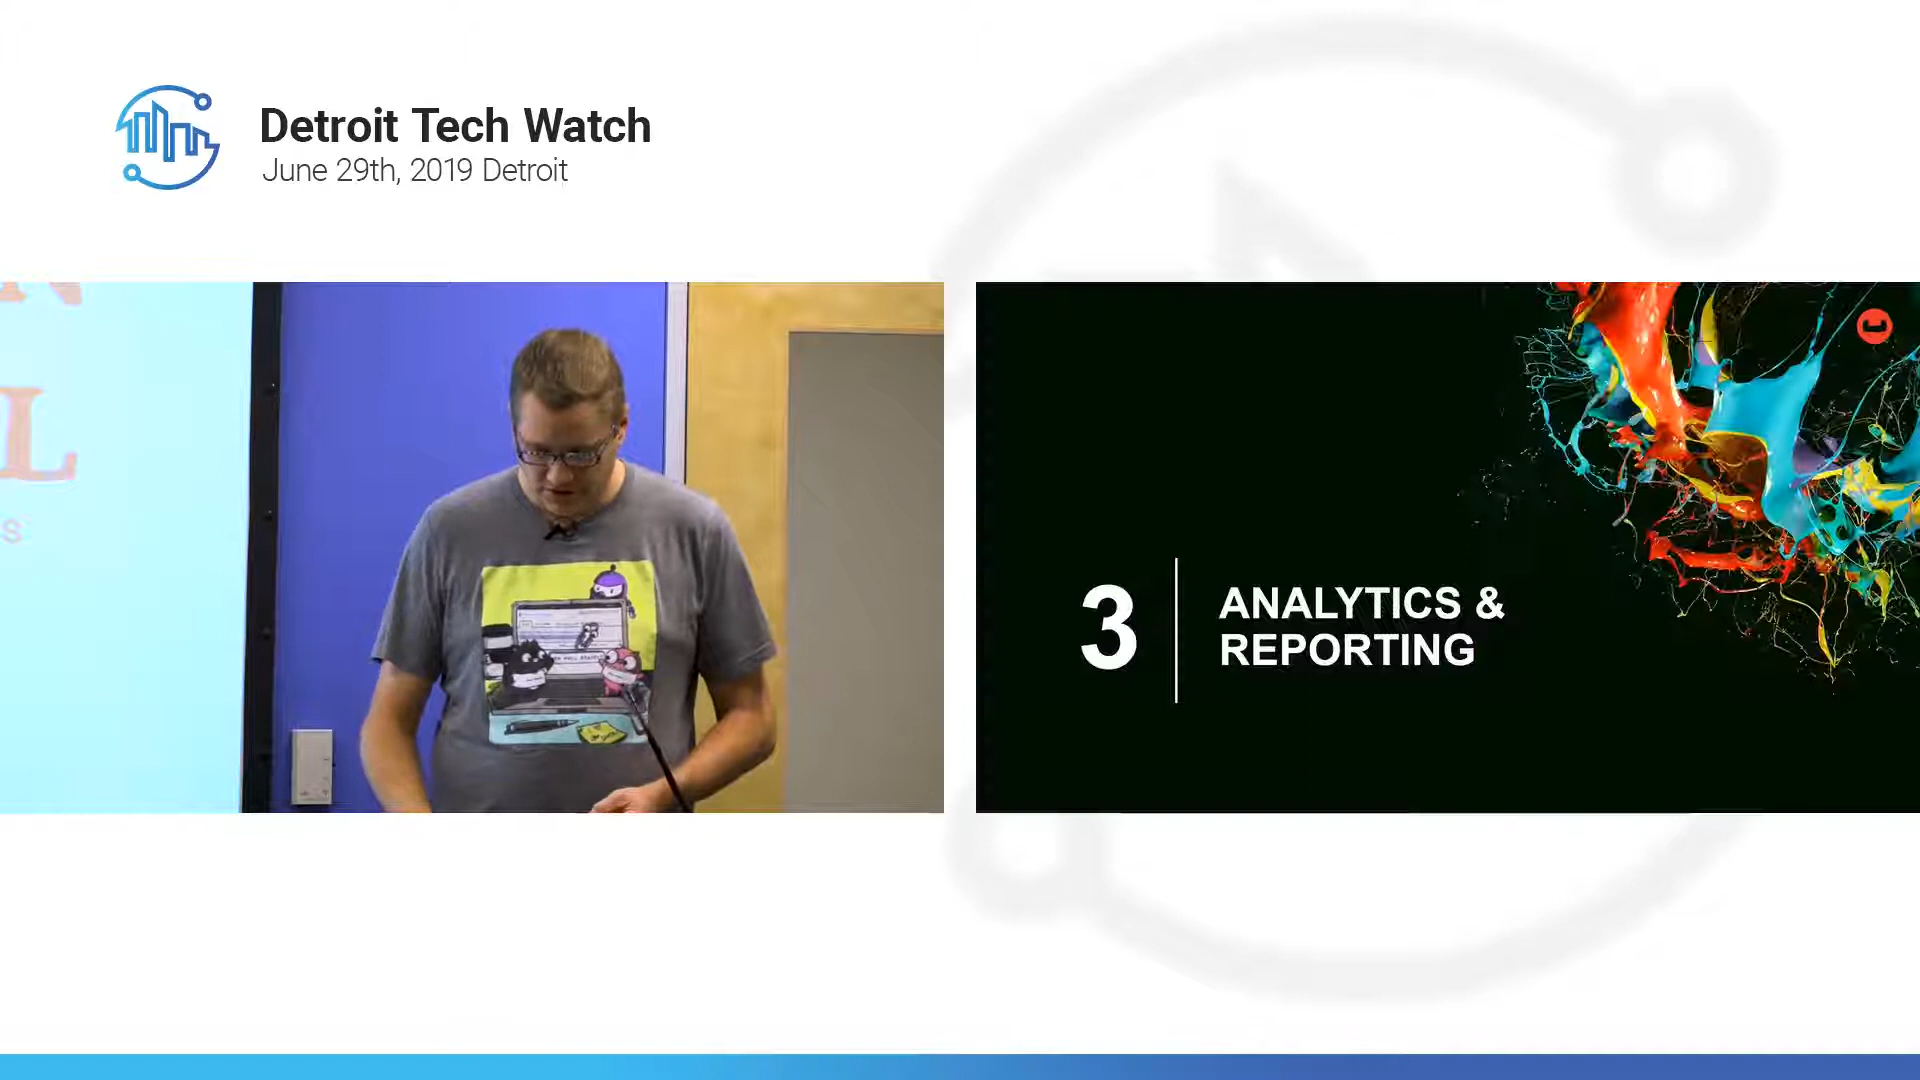 Detroit Tech Watch
June 29th, 2019 Detroit
N
L
s
3
ANALYTICS &
REPORTING